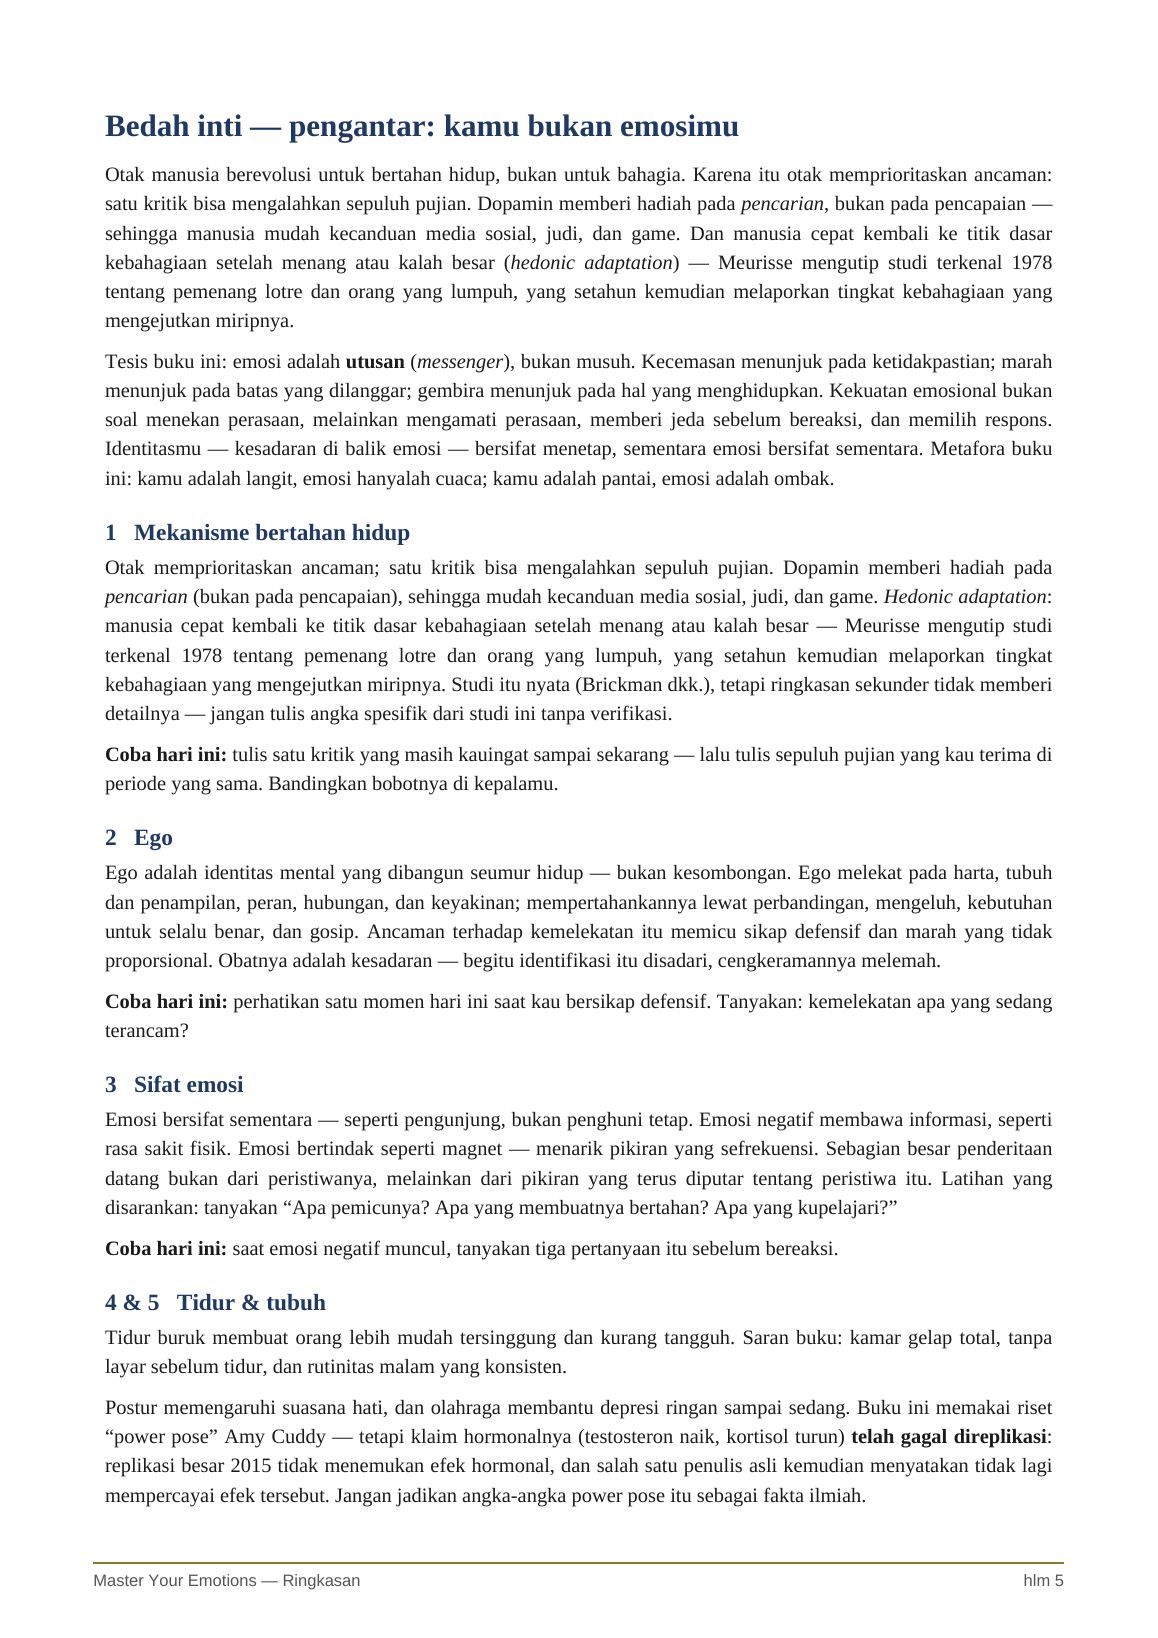 Bedah inti — pengantar: kamu bukan emosimu
Otak manusia berevolusi untuk bertahan hidup, bukan untuk bahagia. Karena itu otak memprioritaskan ancaman:
satu kritik bisa mengalahkan sepuluh pujian. Dopamin memberi hadiah pada pencarian, bukan pada pencapaian —
sehingga manusia mudah kecanduan media sosial, judi, dan game. Dan manusia cepat kembali ke titik dasar
kebahagiaan setelah menang atau kalah besar (hedonic adaptation) — Meurisse mengutip studi terkenal 1978
tentang pemenang lotre dan orang yang lumpuh, yang setahun kemudian melaporkan tingkat kebahagiaan yang
mengejutkan miripnya.
Tesis buku ini: emosi adalah utusan (messenger), bukan musuh. Kecemasan menunjuk pada ketidakpastian; marah
menunjuk pada batas yang dilanggar; gembira menunjuk pada hal yang menghidupkan. Kekuatan emosional bukan
soal menekan perasaan, melainkan mengamati perasaan, memberi jeda sebelum bereaksi, dan memilih respons.
Identitasmu — kesadaran di balik emosi — bersifat menetap, sementara emosi bersifat sementara. Metafora buku
ini: kamu adalah langit, emosi hanyalah cuaca; kamu adalah pantai, emosi adalah ombak.
1 Mekanisme bertahan hidup
Otak memprioritaskan ancaman; satu kritik bisa mengalahkan sepuluh pujian. Dopamin memberi hadiah pada
pencarian (bukan pada pencapaian), sehingga mudah kecanduan media sosial, judi, dan game. Hedonic adaptation:
manusia cepat kembali ke titik dasar kebahagiaan setelah menang atau kalah besar — Meurisse mengutip studi
terkenal 1978 tentang pemenang lotre dan orang yang lumpuh, yang setahun kemudian melaporkan tingkat
kebahagiaan yang mengejutkan miripnya. Studi itu nyata (Brickman dkk.), tetapi ringkasan sekunder tidak memberi
detailnya — jangan tulis angka spesifik dari studi ini tanpa verifikasi.
Coba hari ini: tulis satu kritik yang masih kauingat sampai sekarang — lalu tulis sepuluh pujian yang kau terima di
periode yang sama. Bandingkan bobotnya di kepalamu.
2 Ego
Ego adalah identitas mental yang dibangun seumur hidup — bukan kesombongan. Ego melekat pada harta, tubuh
dan penampilan, peran, hubungan, dan keyakinan; mempertahankannya lewat perbandingan, mengeluh, kebutuhan
untuk selalu benar, dan gosip. Ancaman terhadap kemelekatan itu memicu sikap defensif dan marah yang tidak
proporsional. Obatnya adalah kesadaran — begitu identifikasi itu disadari, cengkeramannya melemah.
Coba hari ini: perhatikan satu momen hari ini saat kau bersikap defensif. Tanyakan: kemelekatan apa yang sedang
terancam?
3 Sifat emosi
Emosi bersifat sementara — seperti pengunjung, bukan penghuni tetap. Emosi negatif membawa informasi, seperti
rasa sakit fisik. Emosi bertindak seperti magnet — menarik pikiran yang sefrekuensi. Sebagian besar penderitaan
datang bukan dari peristiwanya, melainkan dari pikiran yang terus diputar tentang peristiwa itu. Latihan yang
disarankan: tanyakan “Apa pemicunya? Apa yang membuatnya bertahan? Apa yang kupelajari?”
Coba hari ini: saat emosi negatif muncul, tanyakan tiga pertanyaan itu sebelum bereaksi.
4 & 5 Tidur & tubuh
Tidur buruk membuat orang lebih mudah tersinggung dan kurang tangguh. Saran buku: kamar gelap total, tanpa
layar sebelum tidur, dan rutinitas malam yang konsisten.
Postur memengaruhi suasana hati, dan olahraga membantu depresi ringan sampai sedang. Buku ini memakai riset
“power pose” Amy Cuddy — tetapi klaim hormonalnya (testosteron naik, kortisol turun) telah gagal direplikasi:
replikasi besar 2015 tidak menemukan efek hormonal, dan salah satu penulis asli kemudian menyatakan tidak lagi
mempercayai efek tersebut. Jangan jadikan angka-angka power pose itu sebagai fakta ilmiah.
Master Your Emotions — Ringkasan
hlm 5